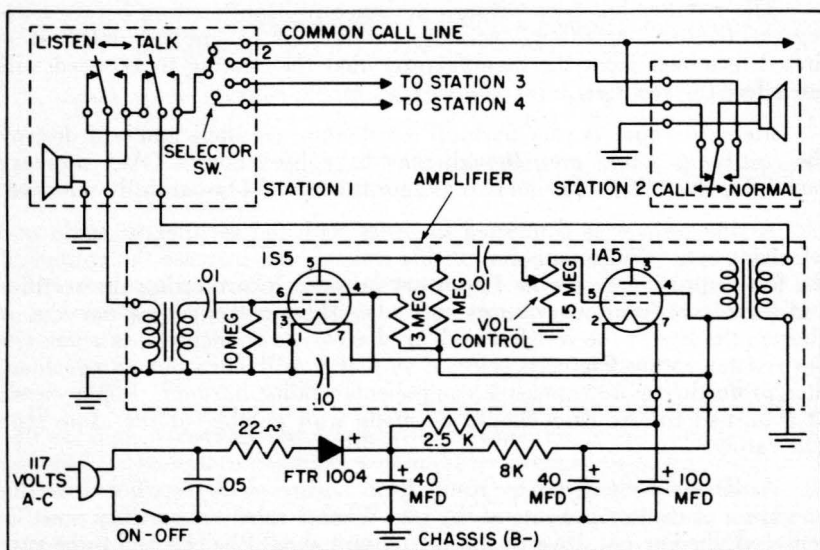 LISTEN ↔ TALK
COMMON CALL LINE
2
TO STATION 3
TO STATION 4
SELECTOR
SW.
STATION 1
AMPLIFIER
STATION 2
CALL ↔ NORMAL
.01
1S5
5
6
4
3
1
7
10 MEG
.10
3 MEG
1 MEG
.01
VOL.
CONTROL
.5 MEG
1A5
3
5
4
2
7
22 ~
FTR 1004
+
2.5 K
8K
117
VOLTS
A-C
.05
+
40
MFD
+
40
MFD
+
100
MFD
ON-OFF
CHASSIS (B-)